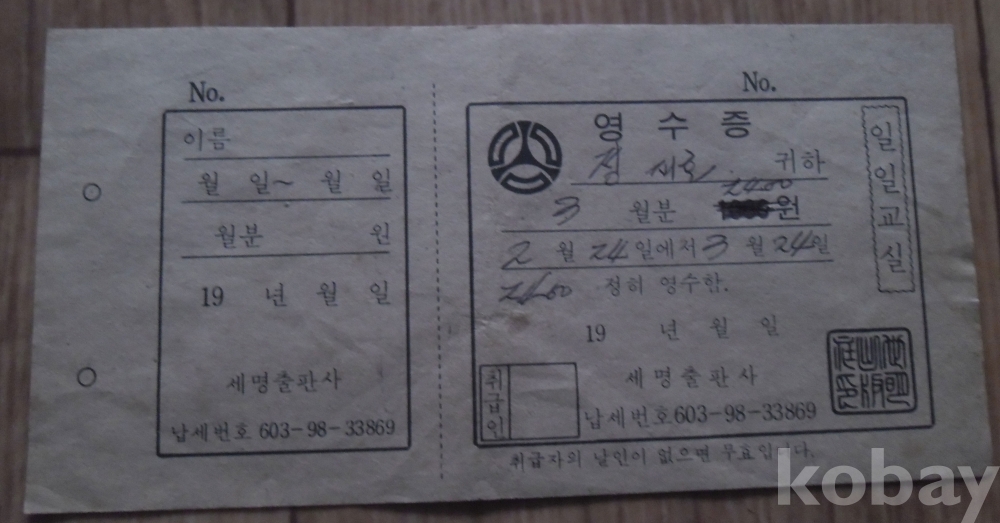 No.
이름
월 일~ 월 일
월분 원
19 년 월 일
세명출판사
납세번호 603-98-33869
No.
영수증
정 귀하
2400
3 월분 원
2 월 24 일에서 3 월 24 일
2400 정히 영수함.
19 년 월 일
취급인
세명출판사
납세번호 603-98-33869
일일교실
취급자의 날인이 없으면 무효입니다.
kobay